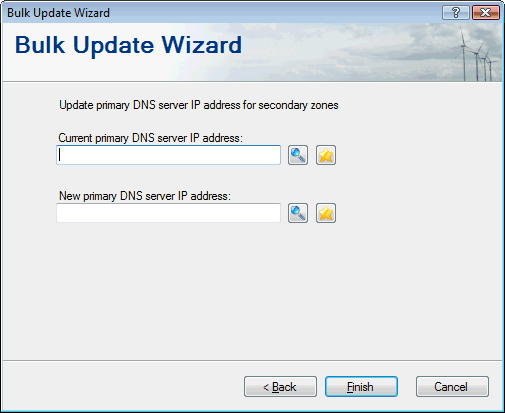 Bulk Update Wizard
Bulk Update Wizard
Update primary DNS server IP address for secondary zones
Current primary DNS server IP address:
New primary DNS server IP address:
< Back Finish Cancel